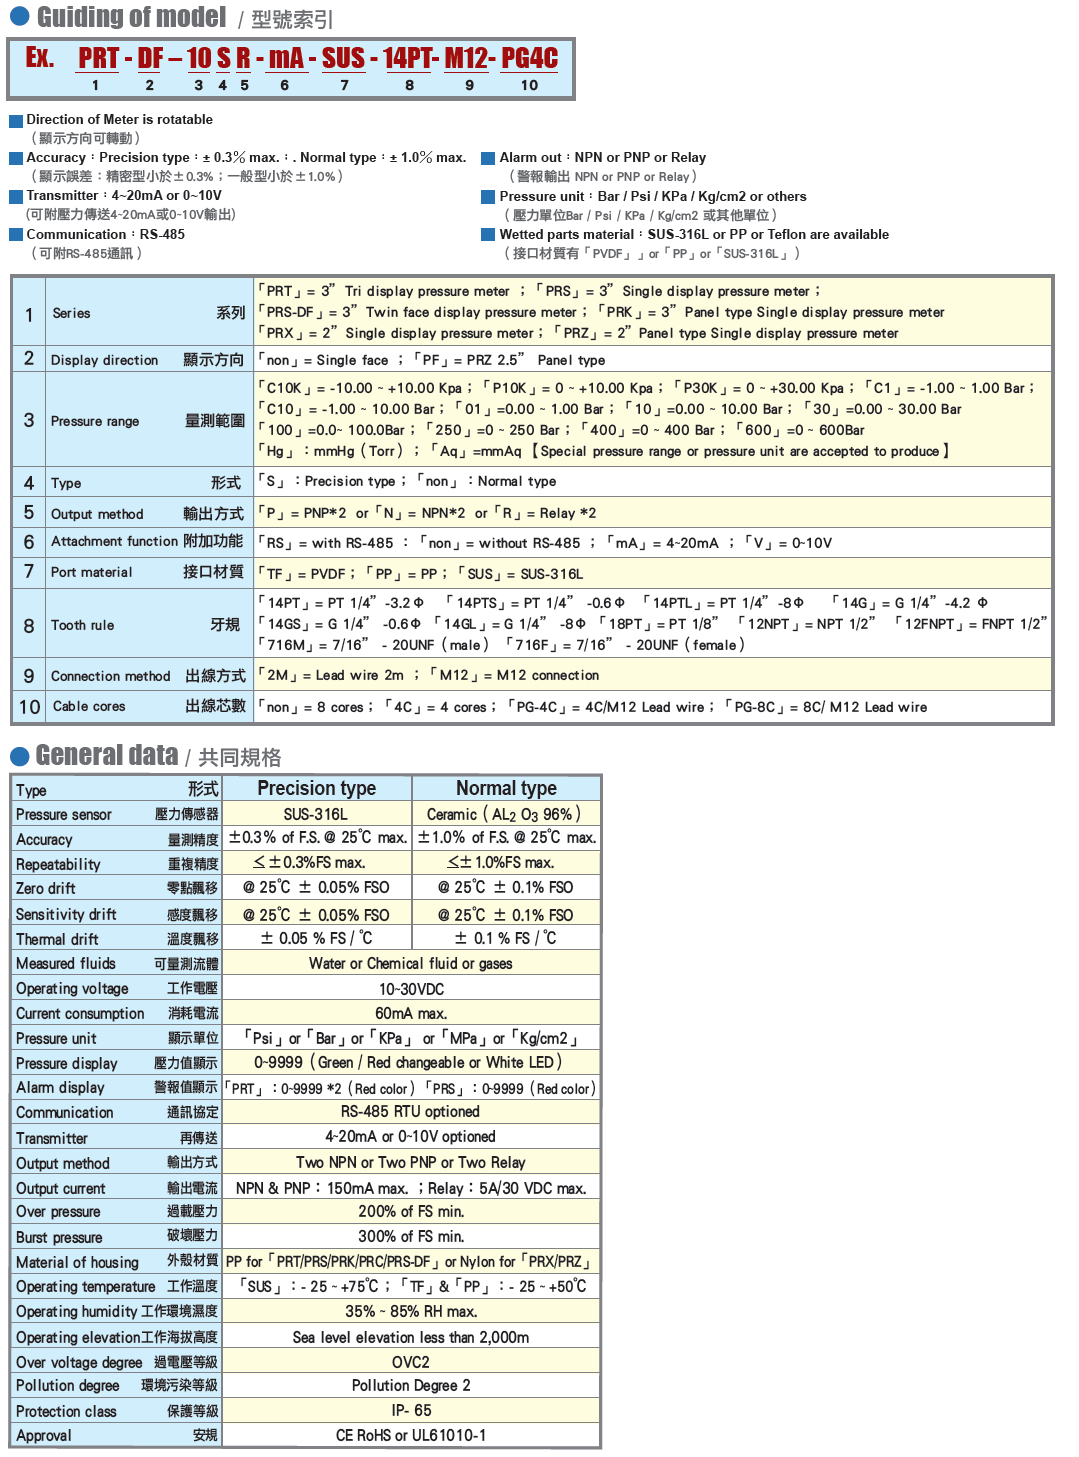 Guiding of model / 型號索引
Ex. PRT - DF – 10 S R - mA - SUS - 14PT- M12- PG4C
1 2 3 4 5 6 7 8 9 10
Direction of Meter is rotatable
（顯示方向可轉動）
Accuracy：Precision type：± 0.3% max.：. Normal type：± 1.0% max.
（顯示誤差：精密型小於±0.3%；一般型小於±1.0%）
Transmitter：4~20mA or 0~10V
(可附壓力傳送4~20mA或0~10V輸出)
Communication：RS-485
（可附RS-485通訊）
Alarm out：NPN or PNP or Relay
（警報輸出 NPN or PNP or Relay）
Pressure unit：Bar / Psi / KPa / Kg/cm2 or others
（壓力單位Bar / Psi / KPa / Kg/cm2 或其他單位）
Wetted parts material：SUS-316L or PP or Teflon are available
（接口材質有「PVDF」」or「PP」or「SUS-316L」）
1 Series 系列
「PRT」= 3” Tri display pressure meter ；「PRS」= 3” Single display pressure meter；
「PRS-DF」= 3” Twin face display pressure meter；「PRK」= 3” Panel type Single display pressure meter
「PRX」= 2” Single display pressure meter；「PRZ」= 2” Panel type Single display pressure meter
2 Display direction 顯示方向 「non」= Single face ；「PF」= PRZ 2.5” Panel type
3 Pressure range 量測範圍
「C10K」= -10.00 ~ +10.00 Kpa；「P10K」= 0 ~ +10.00 Kpa；「P30K」= 0 ~ +30.00 Kpa；「C1」= -1.00 ~ 1.00 Bar；
「C10」= -1.00 ~ 10.00 Bar；「01」=0.00 ~ 1.00 Bar；「10」=0.00 ~ 10.00 Bar；「30」=0.00 ~ 30.00 Bar
「100」=0.0~ 100.0Bar；「250」=0 ~ 250 Bar；「400」=0 ~ 400 Bar；「600」=0 ~ 600Bar
「Hg」：mmHg（Torr）；「Aq」=mmAq 【Special pressure range or pressure unit are accepted to produce】
4 Type 形式 「S」：Precision type；「non」：Normal type
5 Output method 輸出方式 「P」= PNP*2 or「N」= NPN*2 or「R」= Relay *2
6 Attachment function 附加功能 「RS」= with RS-485 ：「non」= without RS-485 ；「mA」= 4~20mA ；「V」= 0~10V
7 Port material 接口材質 「TF」= PVDF；「PP」= PP；「SUS」= SUS-316L
8 Tooth rule 牙規
「14PT」= PT 1/4” -3.2Φ 「14PTS」= PT 1/4” -0.6Φ 「14PTL」= PT 1/4” -8Φ 「14G」= G 1/4” -4.2 Φ
「14GS」= G 1/4” -0.6Φ 「14GL」= G 1/4” -8Φ 「18PT」= PT 1/8” 「12NPT」= NPT 1/2” 「12FNPT」= FNPT 1/2”
「716M」= 7/16” - 20UNF（male） 「716F」= 7/16” - 20UNF（female）
9 Connection method 出線方式 「2M」= Lead wire 2m ；「M12」= M12 connection
10 Cable cores 出線芯數 「non」= 8 cores；「4C」= 4 cores；「PG-4C」= 4C/M12 Lead wire；「PG-8C」= 8C/ M12 Lead wire
General data / 共同規格
Type 形式 Precision type Normal type
Pressure sensor 壓力傳感器 SUS-316L Ceramic（AL2 O3 96%）
Accuracy 量測精度 ±0.3% of F.S. @ 25℃ max. ±1.0% of F.S. @ 25℃ max.
Repeatability 重複精度 ≦±0.3%FS max. ≦±1.0%FS max.
Zero drift 零點飄移 @ 25℃ ± 0.05% FSO @ 25℃ ± 0.1% FSO
Sensitivity drift 感度飄移 @ 25℃ ± 0.05% FSO @ 25℃ ± 0.1% FSO
Thermal drift 溫度飄移 ± 0.05 % FS / ℃ ± 0.1 % FS / ℃
Measured fluids 可量測流體 Water or Chemical fluid or gases
Operating voltage 工作電壓 10~30VDC
Current consumption 消耗電流 60mA max.
Pressure unit 顯示單位 「Psi」or「Bar」or「KPa」 or「MPa」or「Kg/cm2」
Pressure display 壓力值顯示 0~9999（Green / Red changeable or White LED）
Alarm display 警報值顯示 「PRT」：0~9999 *2（Red color）「PRS」：0~9999（Red color）
Communication 通訊協定 RS-485 RTU optioned
Transmitter 再傳送 4~20mA or 0~10V optioned
Output method 輸出方式 Two NPN or Two PNP or Two Relay
Output current 輸出電流 NPN & PNP：150mA max. ；Relay：5A/30 VDC max.
Over pressure 過載壓力 200% of FS min.
Burst pressure 破壞壓力 300% of FS min.
Material of housing 外殼材質 PP for「PRT/PRS/PRK/PRC/PRS-DF」or Nylon for「PRX/PRZ」
Operating temperature 工作溫度 「SUS」：- 25 ~ +75℃；「TF」&「PP」：- 25 ~ +50℃
Operating humidity 工作環境濕度 35% ~ 85% RH max.
Operating elevation 工作海拔高度 Sea level elevation less than 2,000m
Over voltage degree 過電壓等級 OVC2
Pollution degree 環境污染等級 Pollution Degree 2
Protection class 保護等級 IP- 65
Approval 安規 CE RoHS or UL61010-1